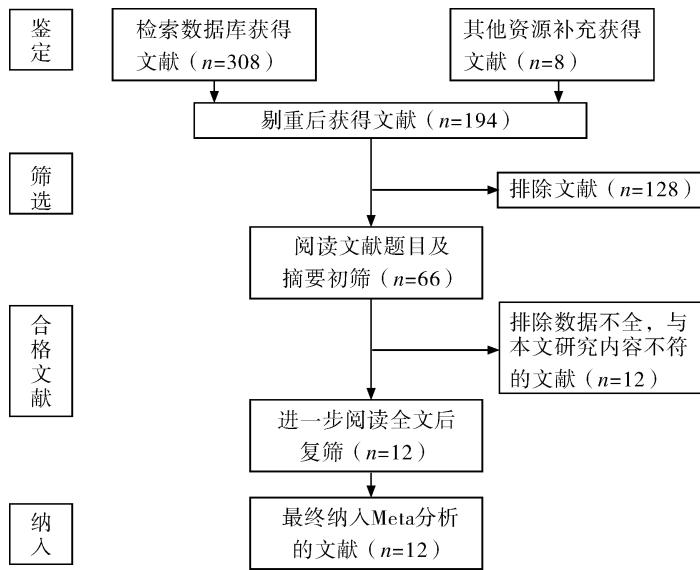 鉴
定
检索数据库获得
文献（n=308）
其他资源补充获得
文献（n=8）
剔重后获得文献（n=194）
筛
选
排除文献（n=128）
阅读文献题目及
摘要初筛（n=66）
合
格
文
献
排除数据不全，与
本文研究内容不符
的文献（n=12）
进一步阅读全文后
复筛（n=12）
纳
入
最终纳入Meta分析
的文献（n=12）